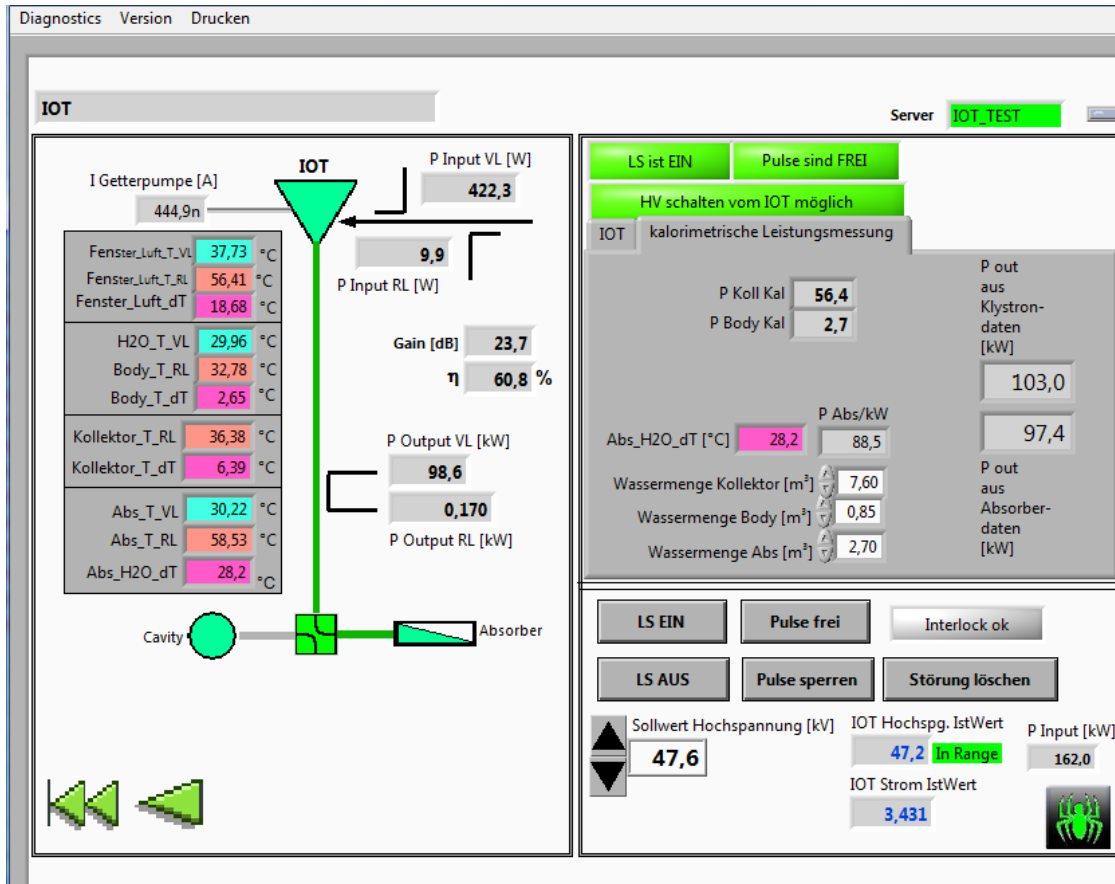 Diagnostics Version Drucken
IOT
Server IOT_TEST
I Getterpumpe [A]
444,9n
IOT
P Input VL [W]
422,3
9,9
P Input RL [W]
Fenster_Luft_T_VL 37,73 °C
Fenster_Luft_T_RL 56,41 °C
Fenster_Luft_dT 18,68 °C
H2O_T_VL 29,96 °C
Body_T_RL 32,78 °C
Body_T_dT 2,65 °C
Kollektor_T_RL 36,38 °C
Kollektor_T_dT 6,39 °C
Abs_T_VL 30,22 °C
Abs_T_RL 58,53 °C
Abs_H2O_dT 28,2 °C
Gain [dB] 23,7
η 60,8 %
P Output VL [kW]
98,6
0,170
P Output RL [kW]
Cavity
Absorber
LS ist EIN Pulse sind FREI
HV schalten vom IOT möglich
IOT kalorimetrische Leistungsmessung
P Koll Kal 56,4
P Body Kal 2,7
P out
aus
Klystron-
daten
[kW]
103,0
97,4
P out
aus
Absorber-
daten
[kW]
P Abs/kW
Abs_H2O_dT [°C] 28,2 88,5
Wassermenge Kollektor [m³] 7,60
Wassermenge Body [m³] 0,85
Wassermenge Abs [m³] 2,70
LS EIN Pulse frei Interlock ok
LS AUS Pulse sperren Störung löschen
Sollwert Hochspannung [kV]
47,6
IOT Hochspg. IstWert
47,2 In Range
P Input [kW]
162,0
IOT Strom IstWert
3,431